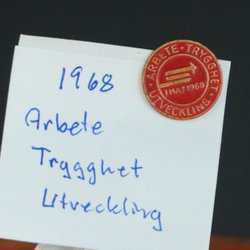 1968
Arbete
Trygghet
Utveckling
ARBETE - TRYGGHET
1 MAJ 1968
UTVECKLING